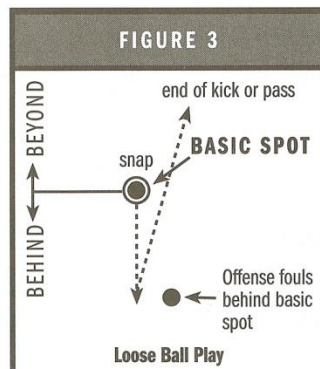 FIGURE 3
end of kick or pass
BEYOND
BASIC SPOT
snap
BEHIND
Offense fouls
behind basic
spot
Loose Ball Play